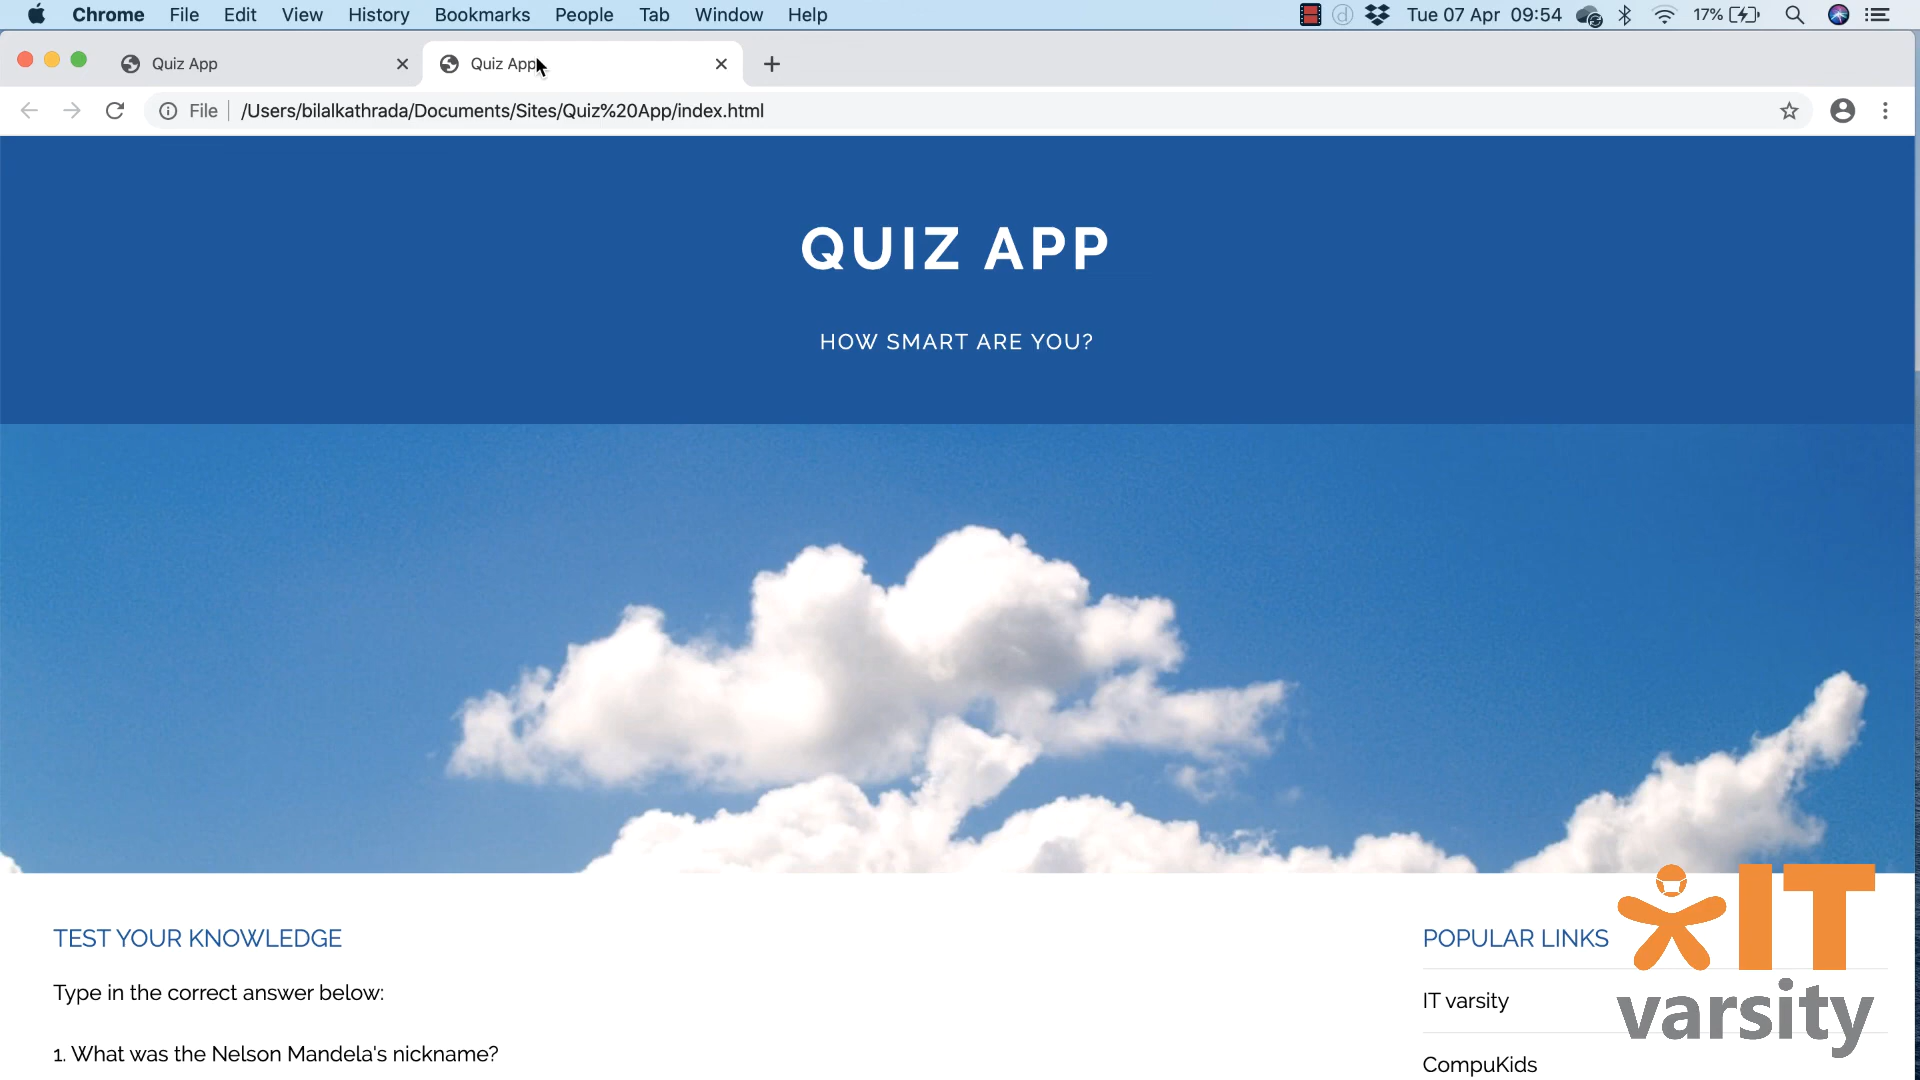 Chrome File Edit View History Bookmarks People Tab Window Help Tue 07 Apr 09:54 17%
Quiz App Quiz App
File /Users/bilalkathrada/Documents/Sites/Quiz%20App/index.html
QUIZ APP
HOW SMART ARE YOU?
TEST YOUR KNOWLEDGE
Type in the correct answer below:
1. What was the Nelson Mandela's nickname?
POPULAR LINKS
IT varsity
CompuKids
IT
varsity